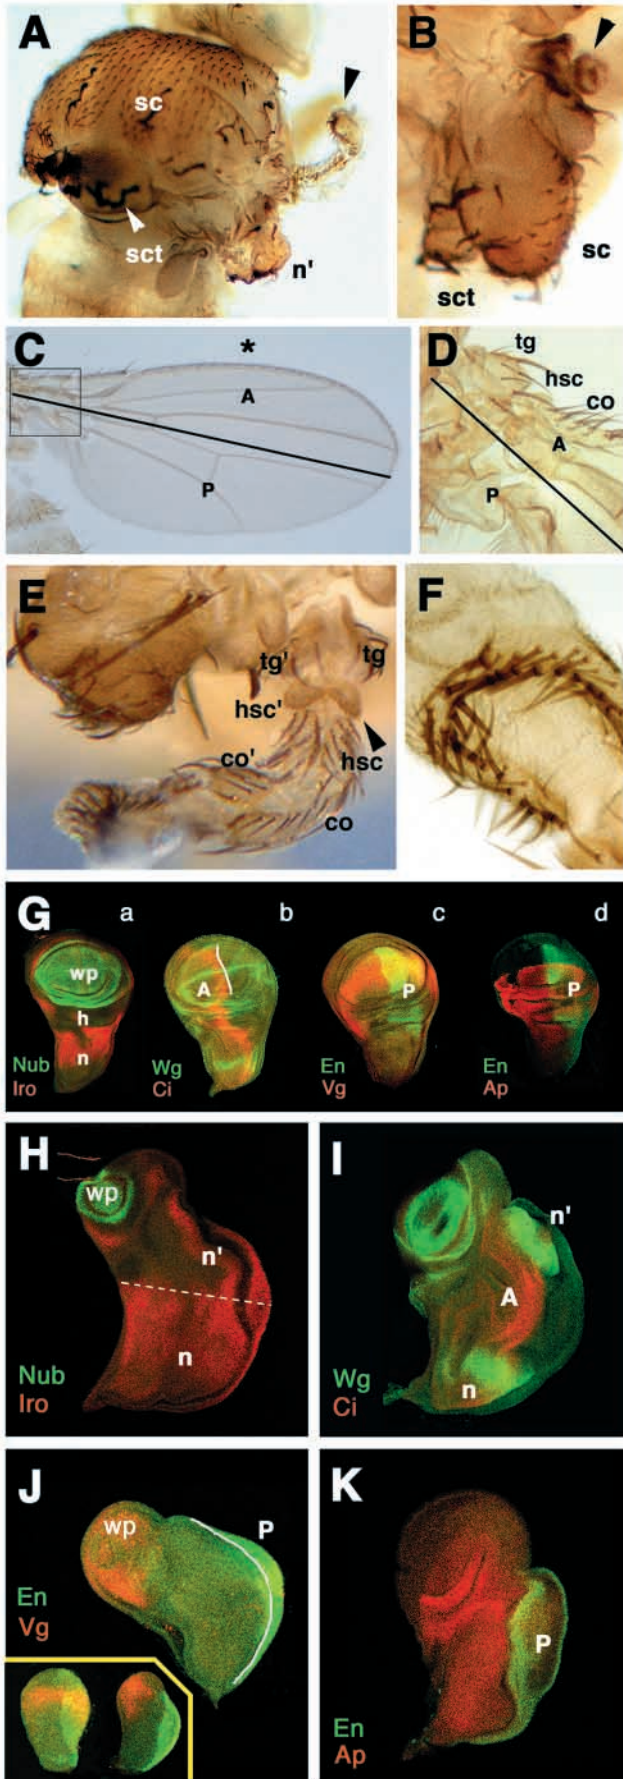 A
sc
sct
n'
B
sc
sct
C
*
A
P
D
tg
hsc
co
A
P
E
tg'
tg
hsc'
hsc
co'
co
F
G
a
b
c
d
wp
h
n
A
P
P
Nub
Iro
Wg
Ci
En
Vg
En
Ap
H
wp
n'
n
Nub
Iro
I
n'
A
n
Wg
Ci
J
wp
P
En
Vg
K
P
En
Ap